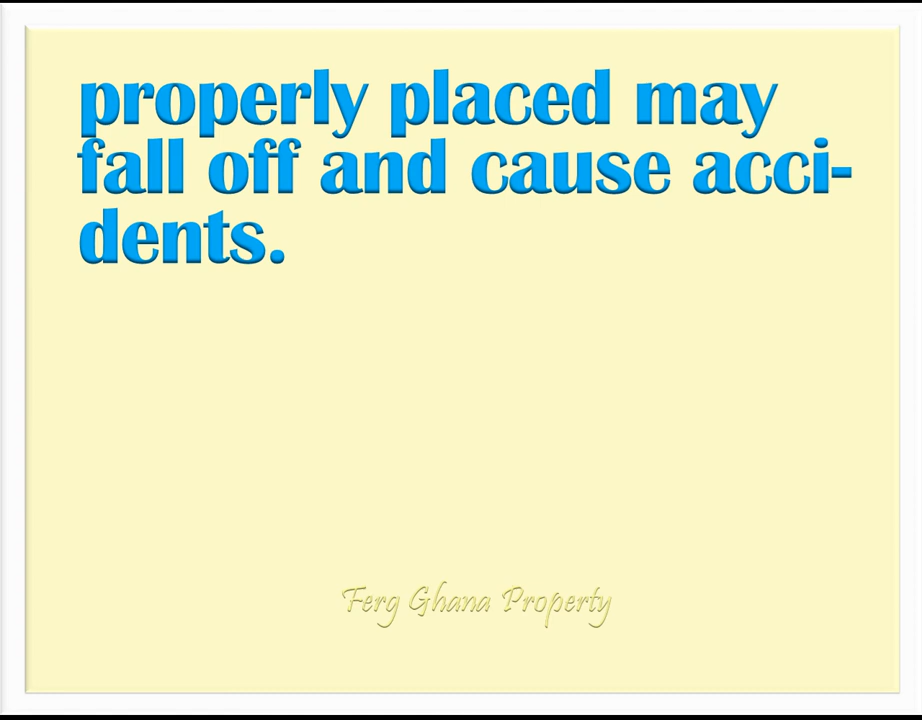 properly placed may
fall off and cause acci-
dents.
Ferg Ghana Property